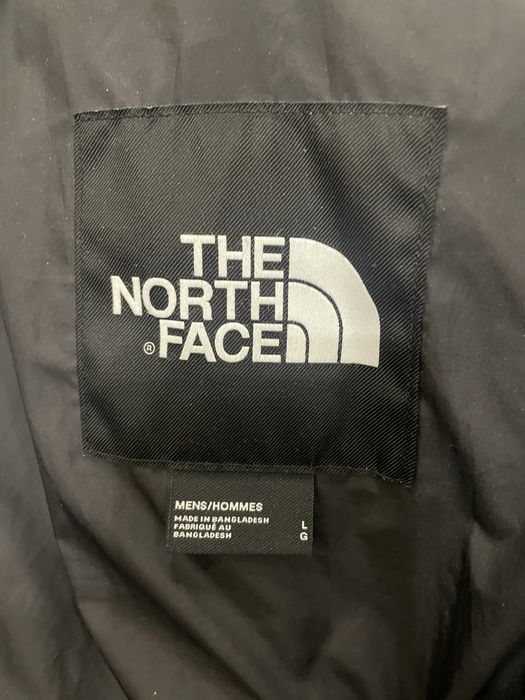 THE
NORTH
® FACE
MENS/HOMMES
MADE IN BANGLADESH L
FABRIQUÉ AU G
BANGLADESH